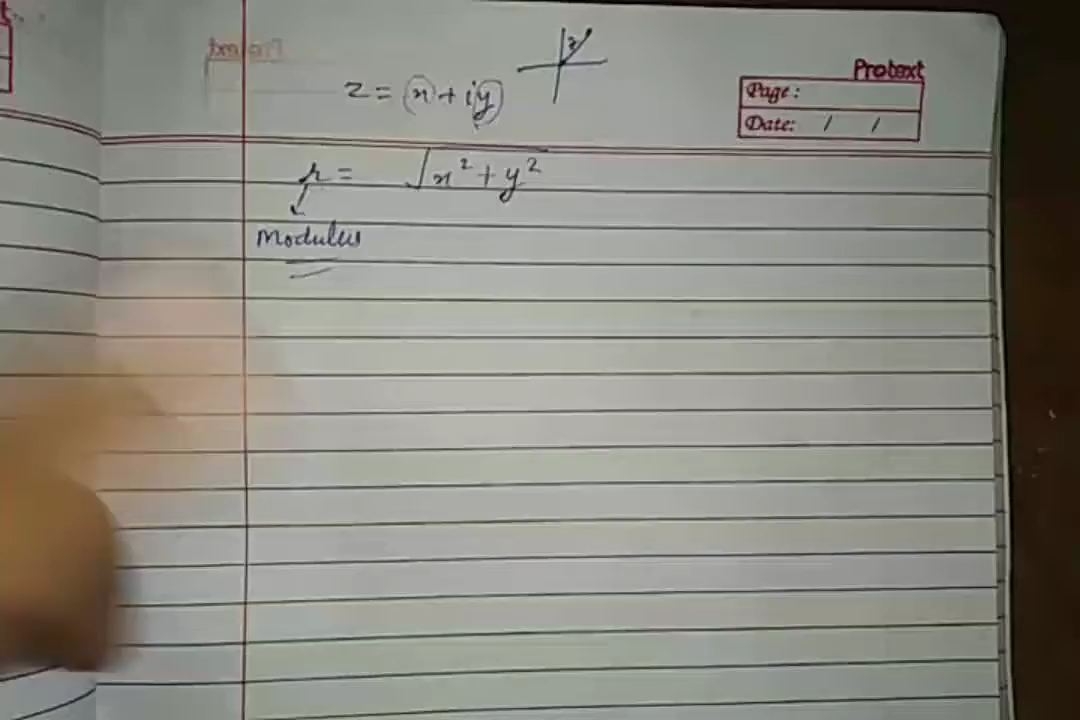 z = x + iy
Protext
Page:
Date: / /
r = √x² + y²
Modulus